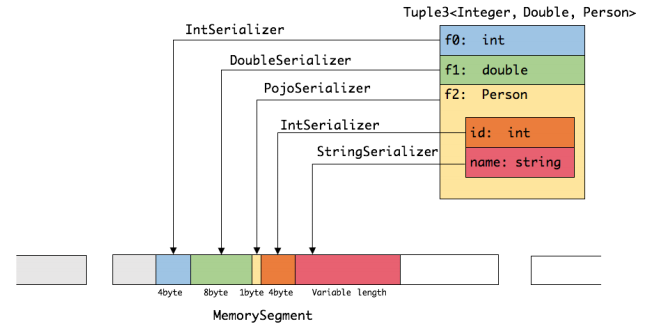 Tuple3<Integer, Double, Person>
IntSerializer
f0: int
DoubleSerializer
f1: double
PojoSerializer
f2: Person
IntSerializer
id: int
StringSerializer
name: string
4byte 8byte 1byte 4byte Variable length
MemorySegment